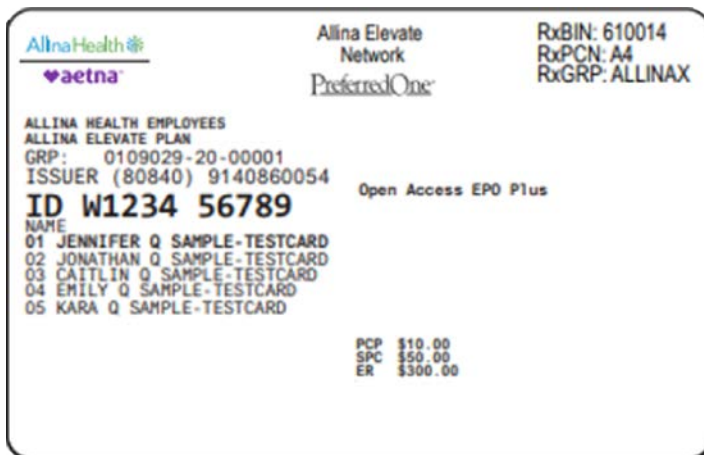 AllinaHealth
aetna
Allina Elevate
Network
PreferredOne
RxBIN: 610014
RxPCN: A4
RxGRP: ALLINAX
ALLINA HEALTH EMPLOYEES
ALLINA ELEVATE PLAN
GRP: 0109029-20-00001
ISSUER (80840) 9140860054
ID W1234 56789
NAME
01 JENNIFER Q SAMPLE-TESTCARD
02 JONATHAN Q SAMPLE-TESTCARD
03 CAITLIN Q SAMPLE-TESTCARD
04 EMILY Q SAMPLE-TESTCARD
05 KARA Q SAMPLE-TESTCARD
Open Access EPO Plus
PCP $10.00
SPC $50.00
ER $300.00